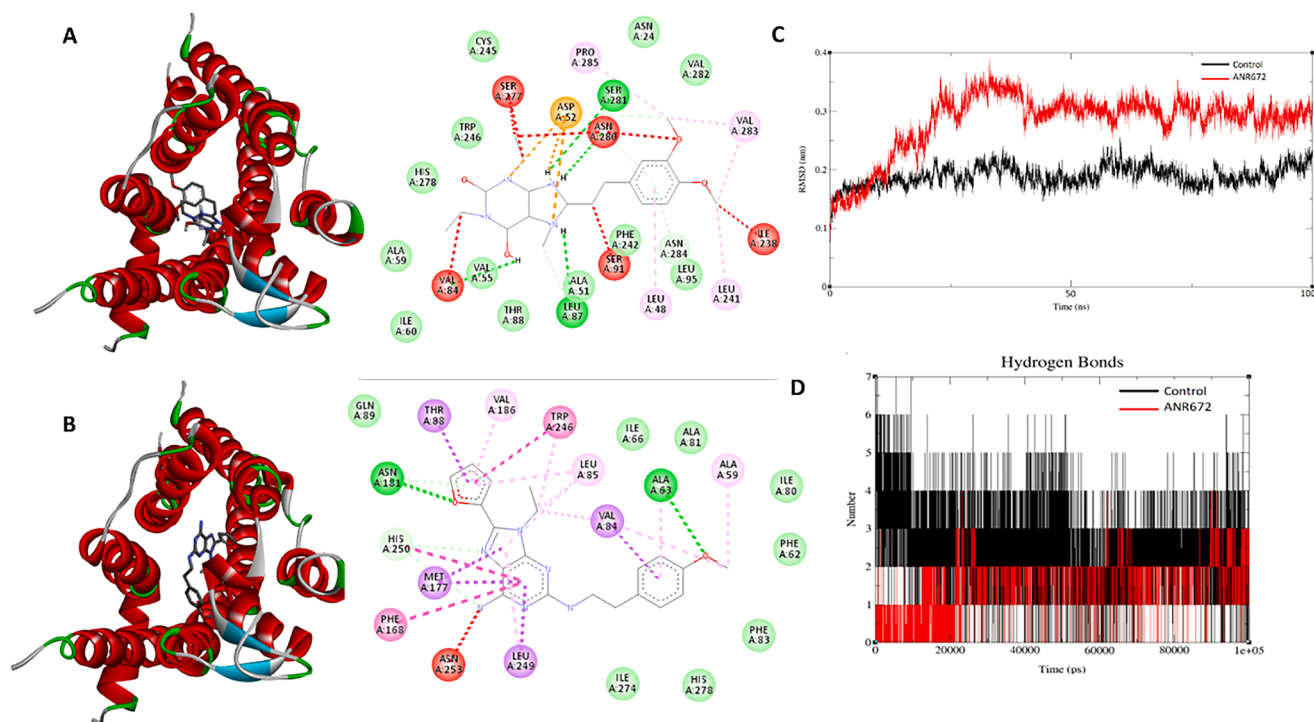 A
CYS
A:245
PRO
A:285
ASN
A:24
VAL
A:282
SER
A:277
ASP
A:52
SER
A:281
ASN
A:280
VAL
A:283
TRP
A:246
HIS
A:278
H
N
NH
O
O
O
N
N
N
H
O
H
ALA
A:59
VAL
A:84
VAL
A:55
PHE
A:242
SER
A:91
ASN
A:284
LEU
A:95
ILE
A:238
ILE
A:60
THR
A:88
ALA
A:51
LEU
A:87
LEU
A:48
LEU
A:241
C
0.4
0.3
0.2
0.1
0
RMSD (nm)
Control
ANR672
0
50
100
Time (ns)
B
GLN
A:89
THR
A:88
VAL
A:186
TRP
A:246
ILE
A:66
ALA
A:81
ASN
A:181
LEU
A:85
ALA
A:63
ALA
A:59
ILE
A:80
HIS
A:250
VAL
A:84
PHE
A:62
MET
A:177
PHE
A:168
ASN
A:253
LEU
A:249
PHE
A:83
ILE
A:274
HIS
A:278
D
Hydrogen Bonds
7
6
5
4
3
2
1
0
Number
Control
ANR672
0
20000
40000
60000
80000
1e+05
Time (ps)